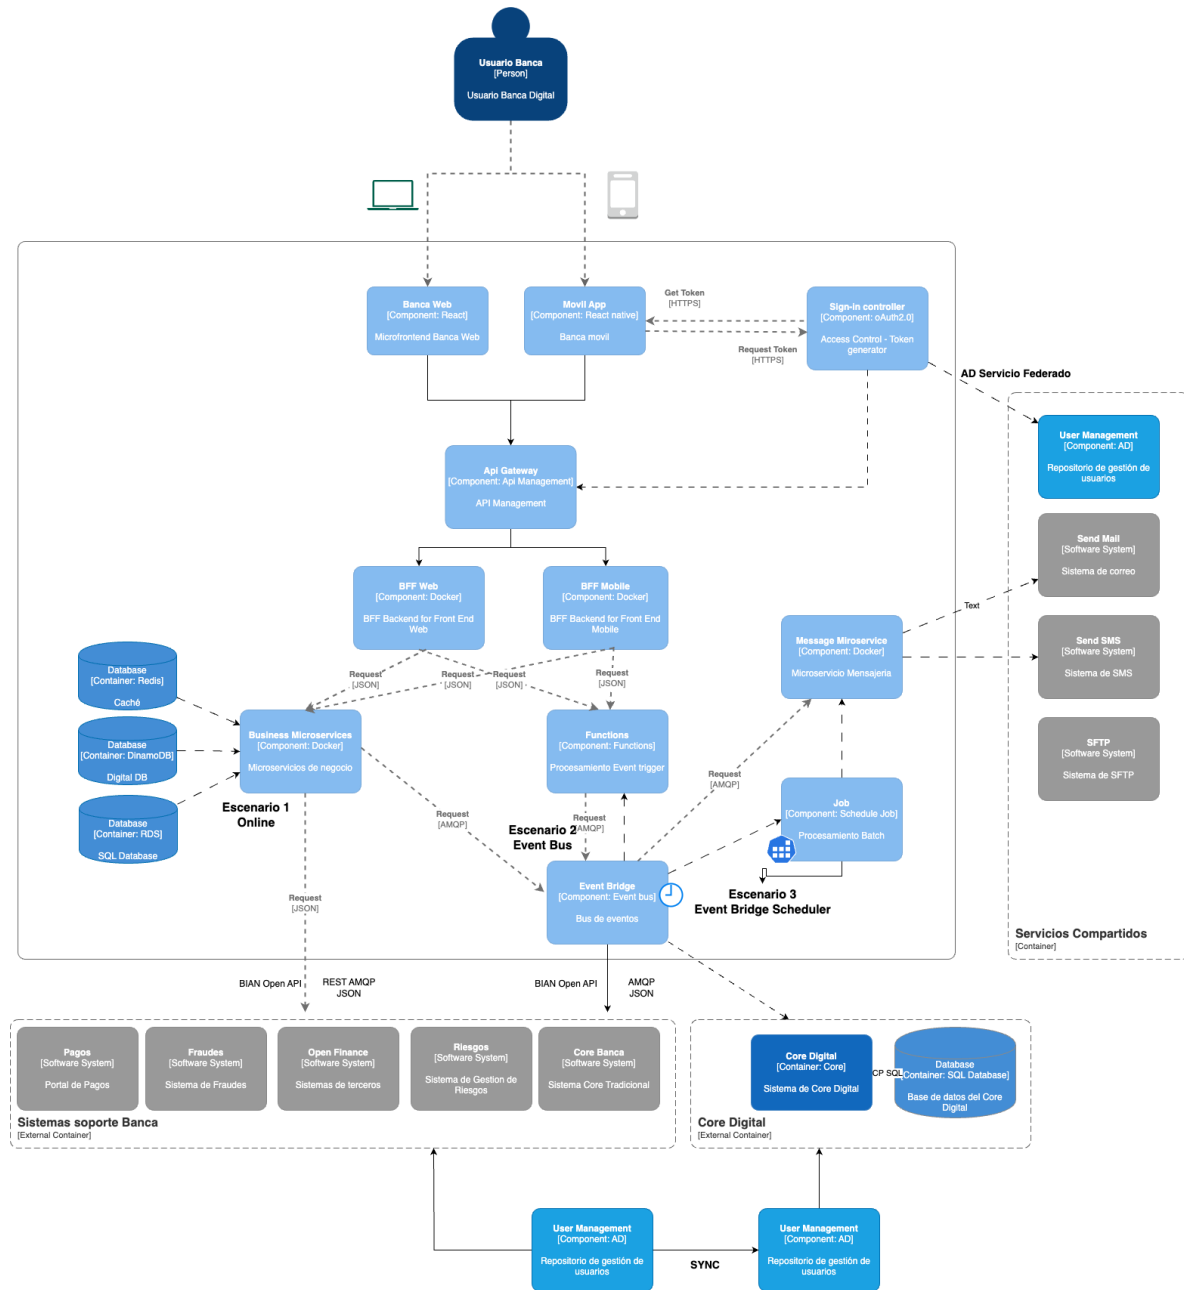 Usuario Banca
[Person]
Usuario Banca Digital
Banca Web
[Component: React]
Microfrontend Banca Web
Movil App
[Component: React native]
Banca movil
Get Token
[HTTPS]
Request Token
[HTTPS]
Sign-in controller
[Component: oAuth2.0]
Access Control - Token
generator
AD Servicio Federado
User Management
[Component: AD]
Repositorio de gestión de
usuarios
Api Gateway
[Component: Api Management]
API Management
Send Mail
[Software System]
Sistema de correo
BFF Web
[Component: Docker]
BFF Backend for Front End
Web
BFF Mobile
[Component: Docker]
BFF Backend for Front End
Mobile
Text
Message Miroservice
[Component: Docker]
Microservicio Mensajeria
Send SMS
[Software System]
Sistema de SMS
Request
[JSON]
Request
[JSON]
Request
[JSON]
Request
[JSON]
Database
[Container: Redis]
Caché
Database
[Container: DinamoDB]
Digital DB
Database
[Container: RDS]
SQL Database
Business Microservices
[Component: Docker]
Microservicios de negocio
Escenario 1
Online
Functions
[Component: Functions]
Procesamiento Event trigger
SFTP
[Software System]
Sistema de SFTP
Request
[AMQP]
Request
[AMQP]
Request
[AMQP]
Escenario 2
Event Bus
Job
[Component: Schedule Job]
Procesamiento Batch
Event Bridge
[Component: Event bus]
Bus de eventos
Escenario 3
Event Bridge Scheduler
Request
[JSON]
Servicios Compartidos
[Container]
BIAN Open API
REST AMQP
JSON
BIAN Open API
AMQP
JSON
Pagos
[Software System]
Portal de Pagos
Fraudes
[Software System]
Sistema de Fraudes
Open Finance
[Software System]
Sistemas de terceros
Riesgos
[Software System]
Sistema de Gestion de
Riesgos
Core Banca
[Software System]
Sistema Core Tradicional
Sistemas soporte Banca
[External Container]
Core Digital
[Container: Core]
Sistema de Core Digital
CP SQL
Database
[Container: SQL Database]
Base de datos del Core
Digital
Core Digital
[External Container]
User Management
[Component: AD]
Repositorio de gestión de
usuarios
SYNC
User Management
[Component: AD]
Repositorio de gestión de
usuarios